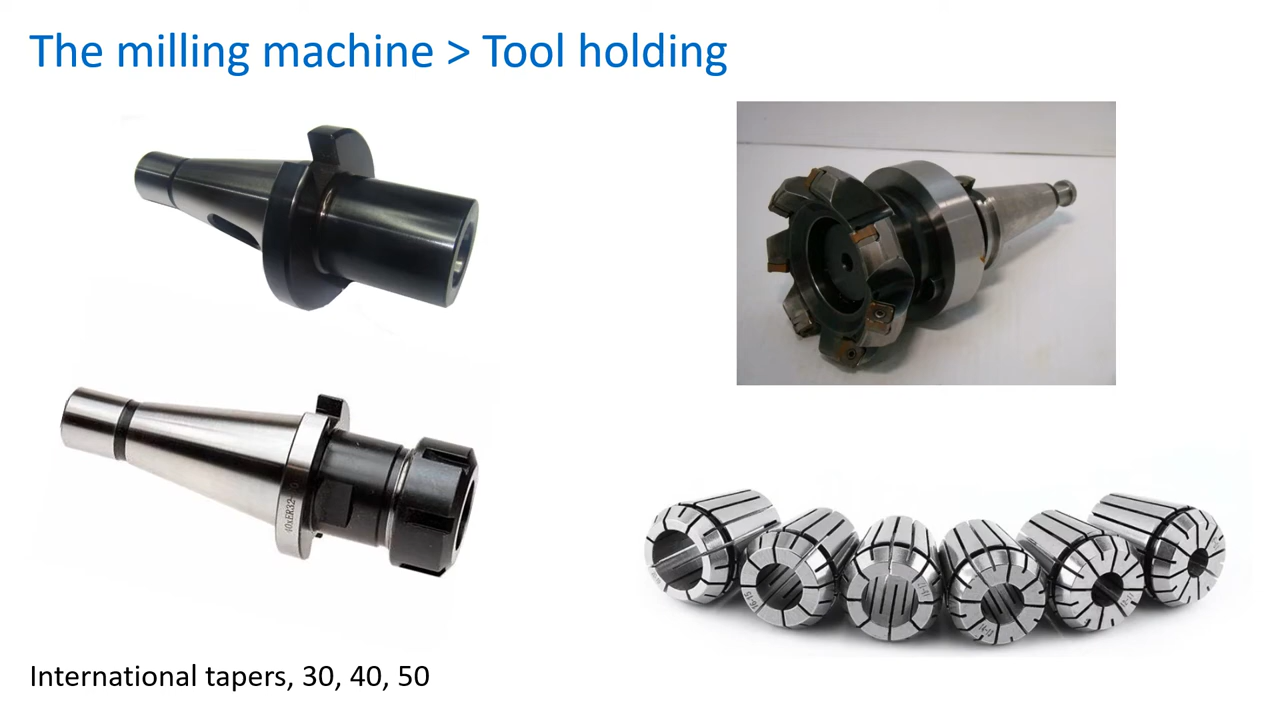 The milling machine > Tool holding
International tapers, 30, 40, 50